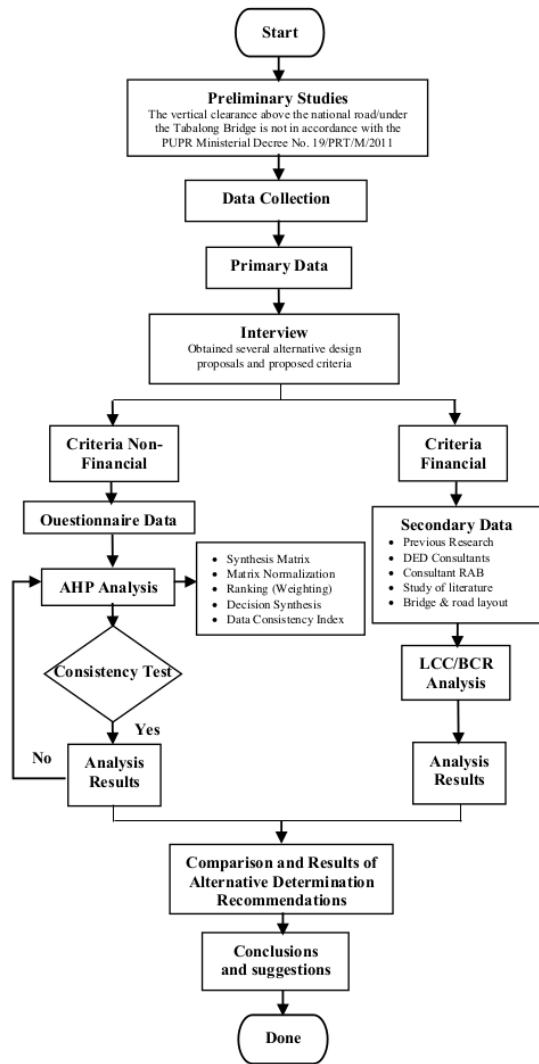 Start
Preliminary Studies
The vertical clearance above the national road/under
the Tabalong Bridge is not in accordance with the
PUPR Ministerial Decree No. 19/PRT/M/2011
Data Collection
Primary Data
Interview
Obtained several alternative design
proposals and proposed criteria
Criteria Non-
Financial
Ouestionnaire Data
AHP Analysis
• Synthesis Matrix
• Matrix Normalization
• Ranking (Weighting)
• Decision Synthesis
• Data Consistency Index
Consistency Test
Yes
No
Analysis
Results
Criteria
Financial
Secondary Data
• Previous Research
• DED Consultants
• Consultant RAB
• Study of literature
• Bridge & road layout
LCC/BCR
Analysis
Analysis
Results
Comparison and Results of
Alternative Determination
Recommendations
Conclusions
and suggestions
Done